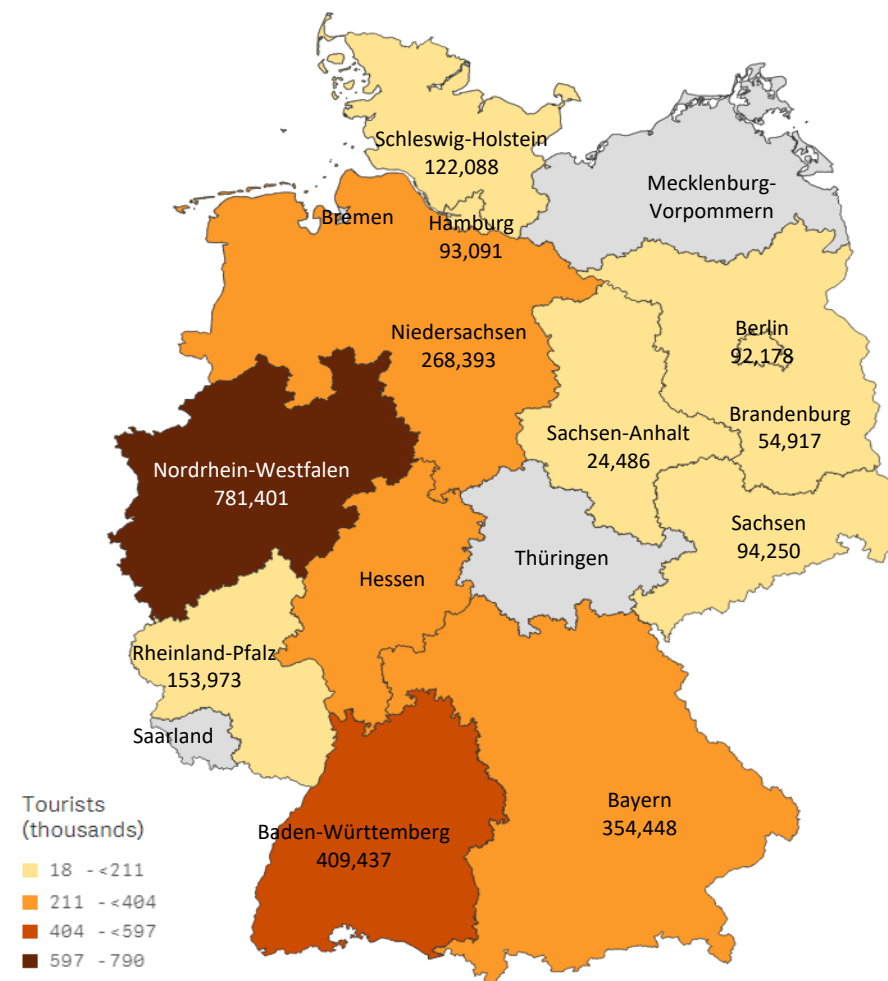 Schleswig-Holstein
122,088
Mecklenburg-
Vorpommern
Bremen
Hamburg
93,091
Niedersachsen
268,393
Berlin
92,178
Brandenburg
54,917
Sachsen-Anhalt
24,486
Nordrhein-Westfalen
781,401
Sachsen
94,250
Thüringen
Hessen
Rheinland-Pfalz
153,973
Saarland
Bayern
354,448
Baden-Württemberg
409,437
Tourists
(thousands)
18 -<211
211 -<404
404 -<597
597 -790